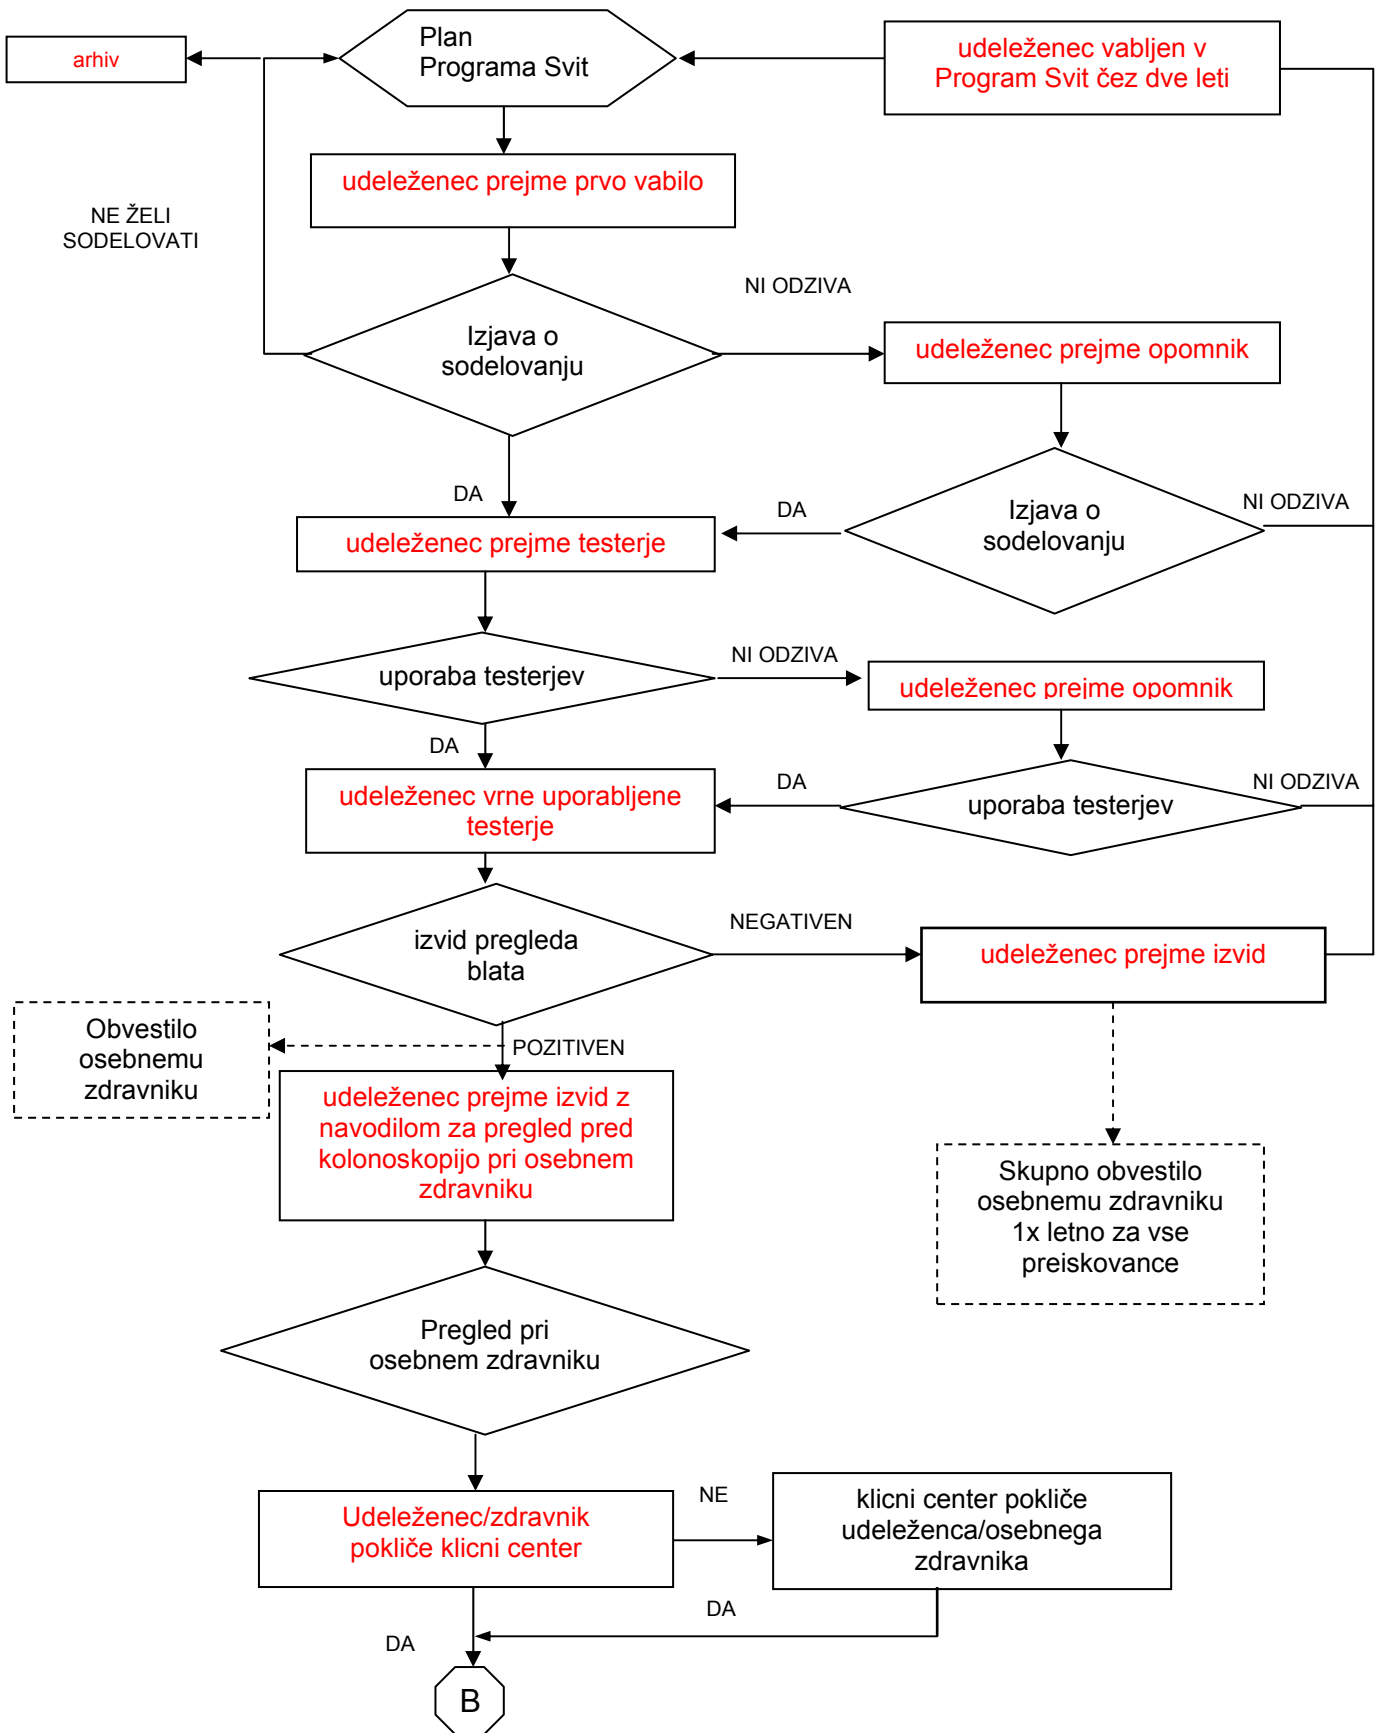 Plan
Programa Svit
arhiv
udeleženec vabljen v
Program Svit čez dve leti
udeleženec prejme prvo vabilo
NE ŽELI
SODELOVATI
NI ODZIVA
Izjava o
sodelovanju
udeleženec prejme opomnik
DA
DA
NI ODZIVA
Izjava o
sodelovanju
udeleženec prejme testerje
uporaba testerjev
NI ODZIVA
udeleženec prejme opomnik
DA
DA
NI ODZIVA
udeleženec vrne uporabljene
testerje
uporaba testerjev
izvid pregleda
blata
NEGATIVEN
udeleženec prejme izvid
Obvestilo
osebnemu
zdravniku
POZITIVEN
udeleženec prejme izvid z
navodilom za pregled pred
kolonoskopijo pri osebnem
zdravniku
Skupno obvestilo
osebnemu zdravniku
1x letno za vse
preiskovance
Pregled pri
osebnem zdravniku
Udeleženec/zdravnik
pokliče klicni center
NE
klicni center pokliče
udeleženca/osebnega
zdravnika
DA
DA
B